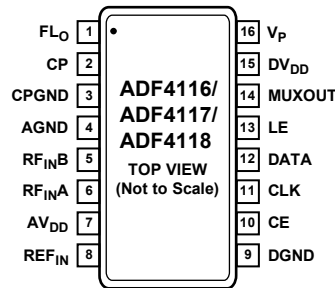 FLO 1
CP 2
CPGND 3
AGND 4
RFINB 5
RFINA 6
AVDD 7
REFIN 8
ADF4116/
ADF4117/
ADF4118
TOP VIEW
(Not to Scale)
16 VP
15 DVDD
14 MUXOUT
13 LE
12 DATA
11 CLK
10 CE
9 DGND